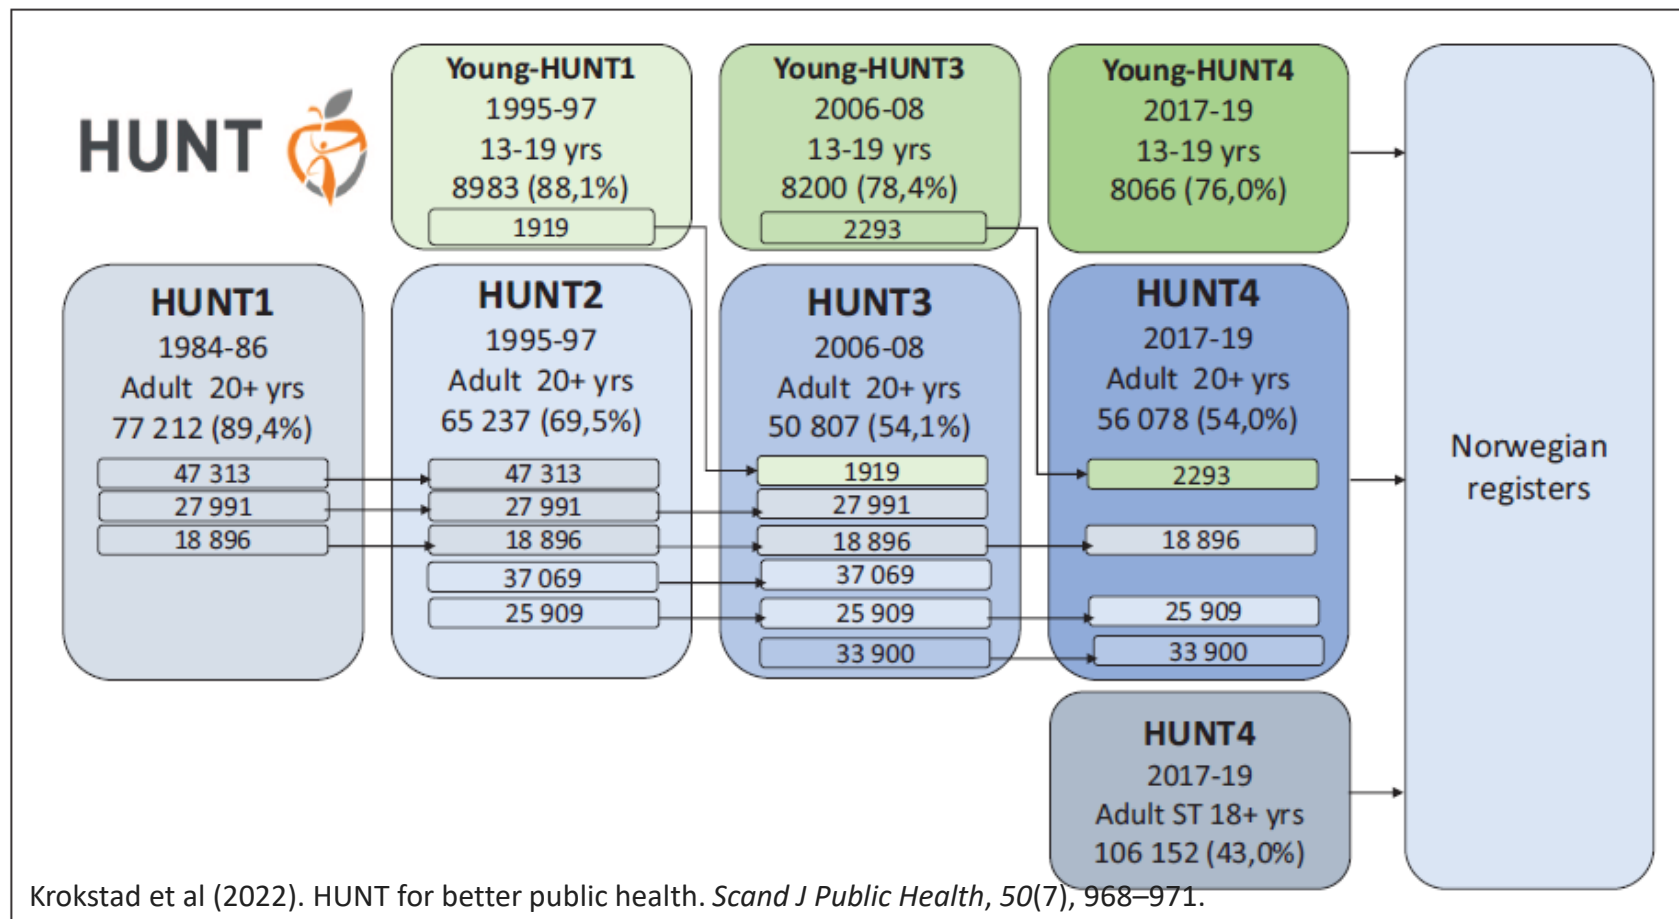 HUNT
Young-HUNT1
1995-97
13-19 yrs
8983 (88,1%)
1919
Young-HUNT3
2006-08
13-19 yrs
8200 (78,4%)
2293
Young-HUNT4
2017-19
13-19 yrs
8066 (76,0%)
HUNT1
1984-86
Adult 20+ yrs
77 212 (89,4%)
47 313
27 991
18 896
HUNT2
1995-97
Adult 20+ yrs
65 237 (69,5%)
47 313
27 991
18 896
37 069
25 909
HUNT3
2006-08
Adult 20+ yrs
50 807 (54,1%)
1919
27 991
18 896
37 069
25 909
33 900
HUNT4
2017-19
Adult 20+ yrs
56 078 (54,0%)
2293
18 896
25 909
33 900
HUNT4
2017-19
Adult ST 18+ yrs
106 152 (43,0%)
Norwegian
registers
Krokstad et al (2022). HUNT for better public health. Scand J Public Health, 50(7), 968–971.